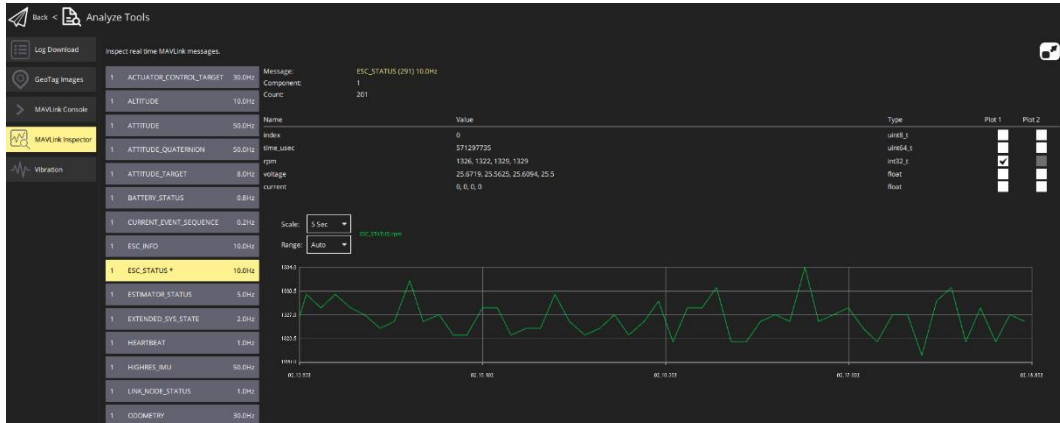 Back < Analyze Tools
Log Download
GeoTag Images
MAVLink Console
MAVLink Inspector
Vibration
Inspect real time MAVLink messages.
1 ACTUATOR_CONTROL_TARGET 30.0Hz
1 ALTITUDE 10.0Hz
1 ATTITUDE 50.0Hz
1 ATTITUDE_QUATERNION 50.0Hz
1 ATTITUDE_TARGET 8.0Hz
1 BATTERY_STATUS 0.8Hz
1 CURRENT_EVENT_SEQUENCE 0.2Hz
1 ESC_INFO 10.0Hz
1 ESC_STATUS * 10.0Hz
1 ESTIMATOR_STATUS 5.0Hz
1 EXTENDED_SYS_STATE 2.0Hz
1 HEARTBEAT 1.0Hz
1 HIGHRES_IMU 50.0Hz
1 LINK_NODE_STATUS 1.0Hz
1 ODOMETRY 30.0Hz
Message: ESC_STATUS (291) 10.0Hz
Component: 1
Count: 201
Name Value Type Plot 1 Plot 2
index 0 uint8_t
time_usec 571297735 uint64_t
rpm 1326, 1322, 1329, 1329 int32_t
voltage 25.6719, 25.5625, 25.6094, 25.5 float
current 0, 0, 0, 0 float
Scale: 5 Sec
Range: Auto
ESC_STATUS.rpm